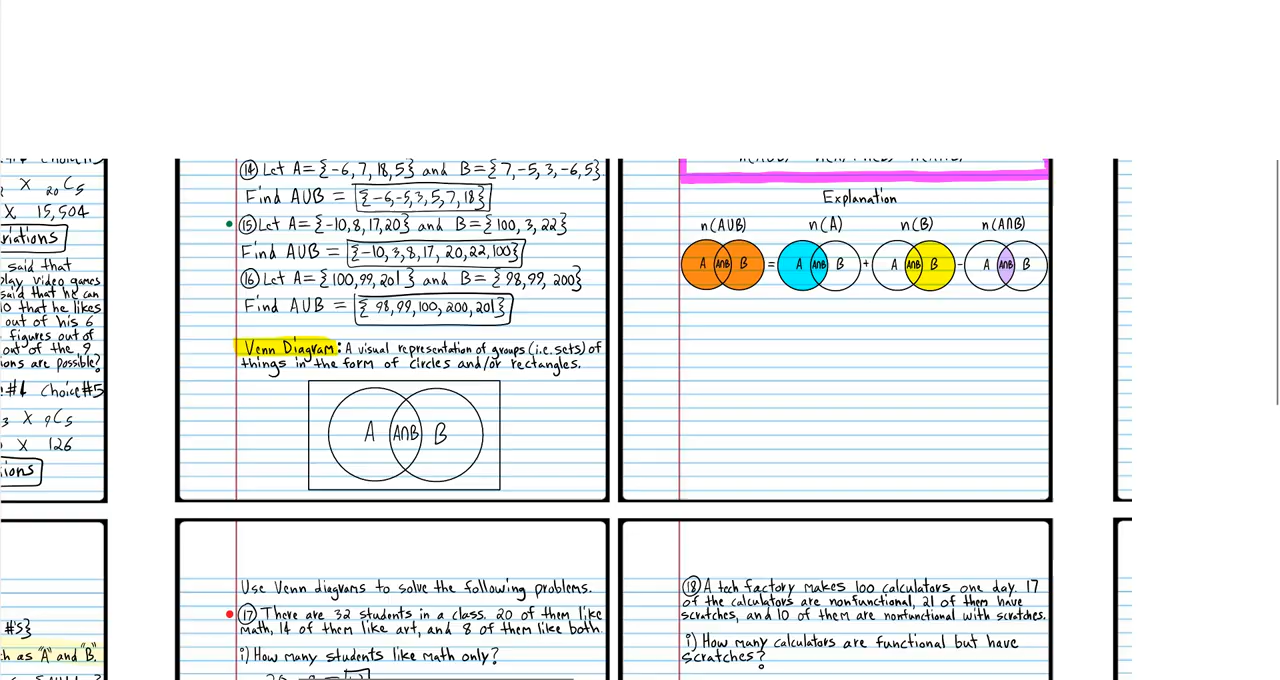 X 20C5
X 15,504
riations
said that
play video games
said that he can
10 that he likes
out of his 6
figures out of
out of the 9
ions are possible?
e#4 Choice#5
3 X 9C5
X 126
ions
#5}
h as "A" and "B".
⑭ Let A = {-6, 7, 18, 5} and B = {7, -5, 3, -6, 5}.
Find A∪B = {-6,-5,3,5,7,18}
⑮ Let A = {-10,8,17,20} and B = {100, 3, 22}
Find A∪B = {-10,3,8,17, 20,22,100}
⑯ Let A = {100,99,201} and B = {98,99, 200}
Find A∪B = {98,99,100,200,201}
Venn Diagram: A visual representation of groups (i.e. sets) of
things in the form of circles and/or rectangles.
A A∩B B
Explanation
n(A∪B) n(A) n(B) n(A∩B)
A A∩B B = A A∩B B + A A∩B B - A A∩B B
Use Venn diagrams to solve the following problems.
⑰ There are 32 students in a class. 20 of them like
math, 14 of them like art, and 8 of them like both.
i) How many students like math only?
⑱ A tech factory makes 100 calculators one day. 17
of the calculators are nonfunctional, 21 of them have
scratches, and 10 of them are nonfunctional with scratches.
i) How many calculators are functional but have
scratches?